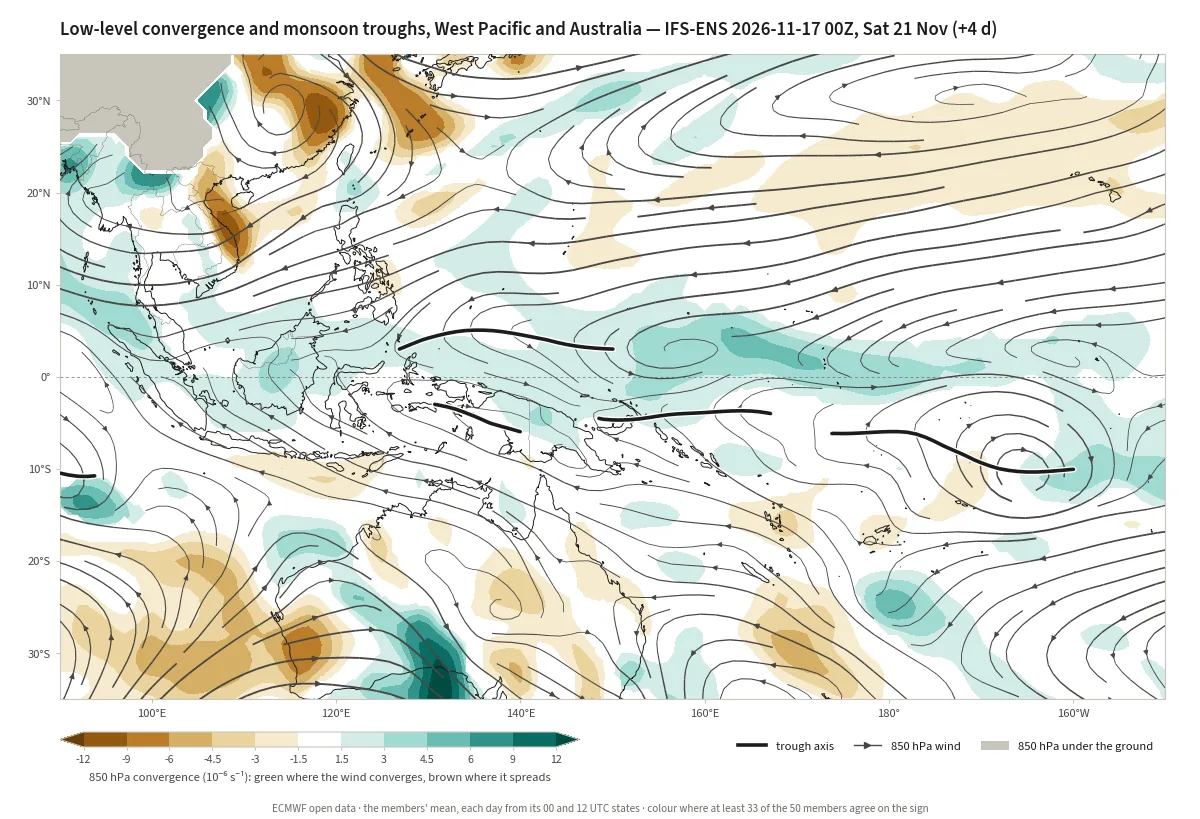 Low-level convergence and monsoon troughs, West Pacific and Australia — IFS-ENS 2026-11-17 00Z, Sat 21 Nov (+4 d)
30°N
20°N
10°N
0°
10°S
20°S
30°S
100°E 120°E 140°E 160°E 180° 160°W
-12 -9 -6 -4.5 -3 -1.5 1.5 3 4.5 6 9 12
850 hPa convergence (10⁻⁶ s⁻¹): green where the wind converges, brown where it spreads
trough axis 850 hPa wind 850 hPa under the ground
ECMWF open data · the members' mean, each day from its 00 and 12 UTC states · colour where at least 33 of the 50 members agree on the sign